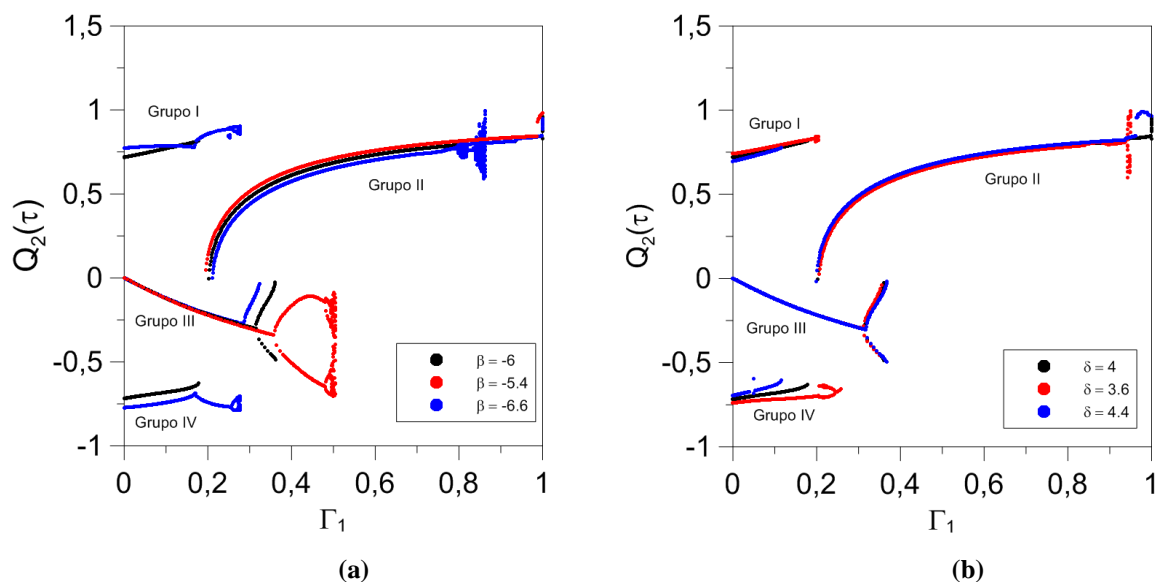 1,5
1
0,5
0
-0,5
-1
Q₂(τ)
Grupo I
Grupo II
Grupo III
Grupo IV
β = -6
β = -5.4
β = -6.6
0 0,2 0,4 0,6 0,8 1
Γ₁
(a)
1,5
1
0,5
0
-0,5
-1
Q₂(τ)
Grupo I
Grupo II
Grupo III
Grupo IV
δ = 4
δ = 3.6
δ = 4.4
0 0,2 0,4 0,6 0,8 1
Γ₁
(b)